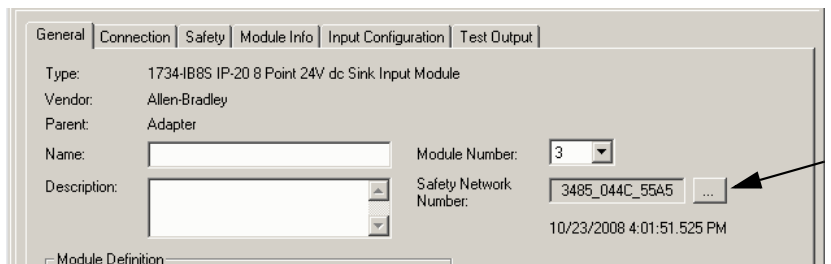 General Connection Safety Module Info Input Configuration Test Output
Type: 1734-IB8S IP-20 8 Point 24V dc Sink Input Module
Vendor: Allen-Bradley
Parent: Adapter
Name: Module Number: 3
Description: Safety Network Number: 3485_044C_55A5 ...
10/23/2008 4:01:51.525 PM
Module Definition